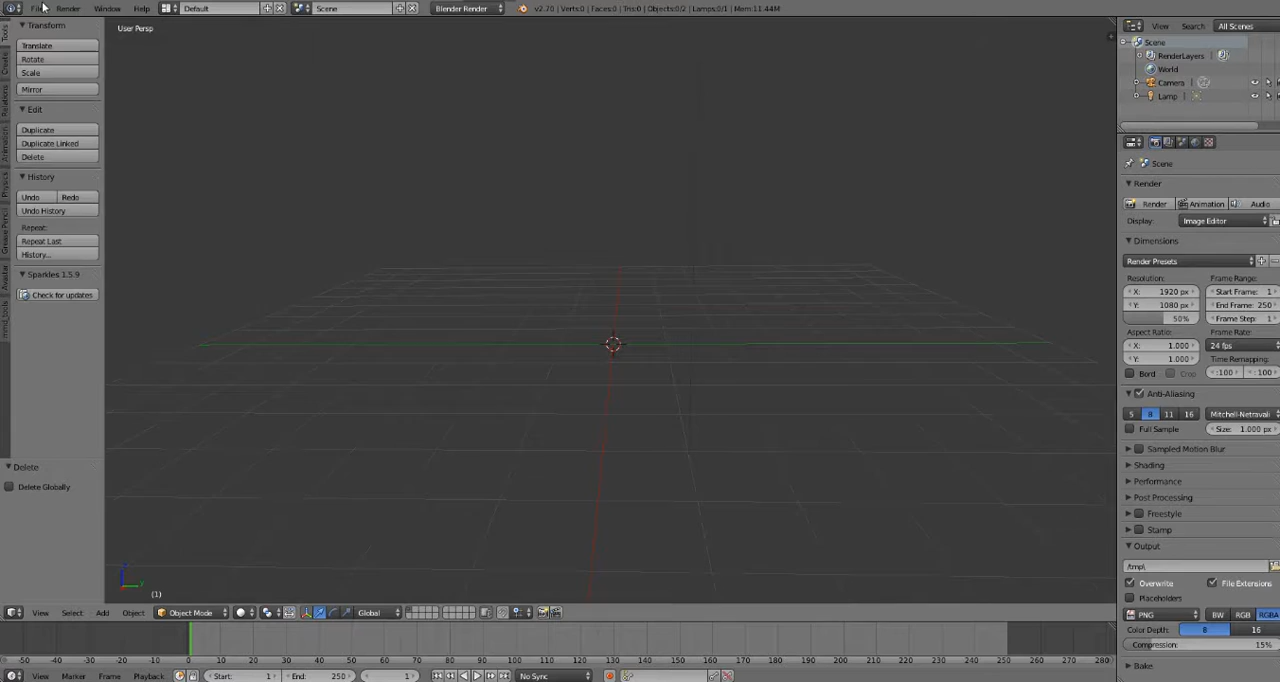 File Render Window Help Default Scene Blender Render v2.70 | Verts:0 | Faces:0 | Tris:0 | Objects:0/2 | Lamps:0/1 | Mem:11.44M
Tools
Create
Relations
Animation
Physics
Grease Pencil
Avastar
Transform
Translate
Rotate
Scale
Mirror
Edit
Duplicate
Duplicate Linked
Delete
History
Undo Redo
Undo History
Repeat:
Repeat Last
History...
Sparkles 1.5.9
Check for updates
Delete
Delete Globally
User Persp
(1)
View Select Add Object Object Mode Global
-50 -40 -30 -20 -10 0 10 20 30 40 50 60 70 80 90 100 110 120 130 140 150 160 170 180 190 200 210 220 230 240 250 260 270 280
View Marker Frame Playback Start: 1 End: 250 1 No Sync
View Search All Scenes
Scene
RenderLayers
World
Camera
Lamp
Scene
Render
Render Animation Audio
Display: Image Editor
Dimensions
Render Presets
Resolution: Frame Range:
X: 1920 px Start Frame: 1
Y: 1080 px End Frame: 250
50% Frame Step: 1
Aspect Ratio: Frame Rate:
X: 1.000 24 fps
Y: 1.000 Time Remapping:
Bord Crop :100 :100
Anti-Aliasing
5 8 11 16 Mitchell-Netravali
Full Sample Size: 1.000 px
Sampled Motion Blur
Shading
Performance
Post Processing
Freestyle
Stamp
Output
/tmp\
Overwrite File Extensions
Placeholders
PNG BW RGB RGBA
Color Depth: 8 16
Compression: 15%
Bake